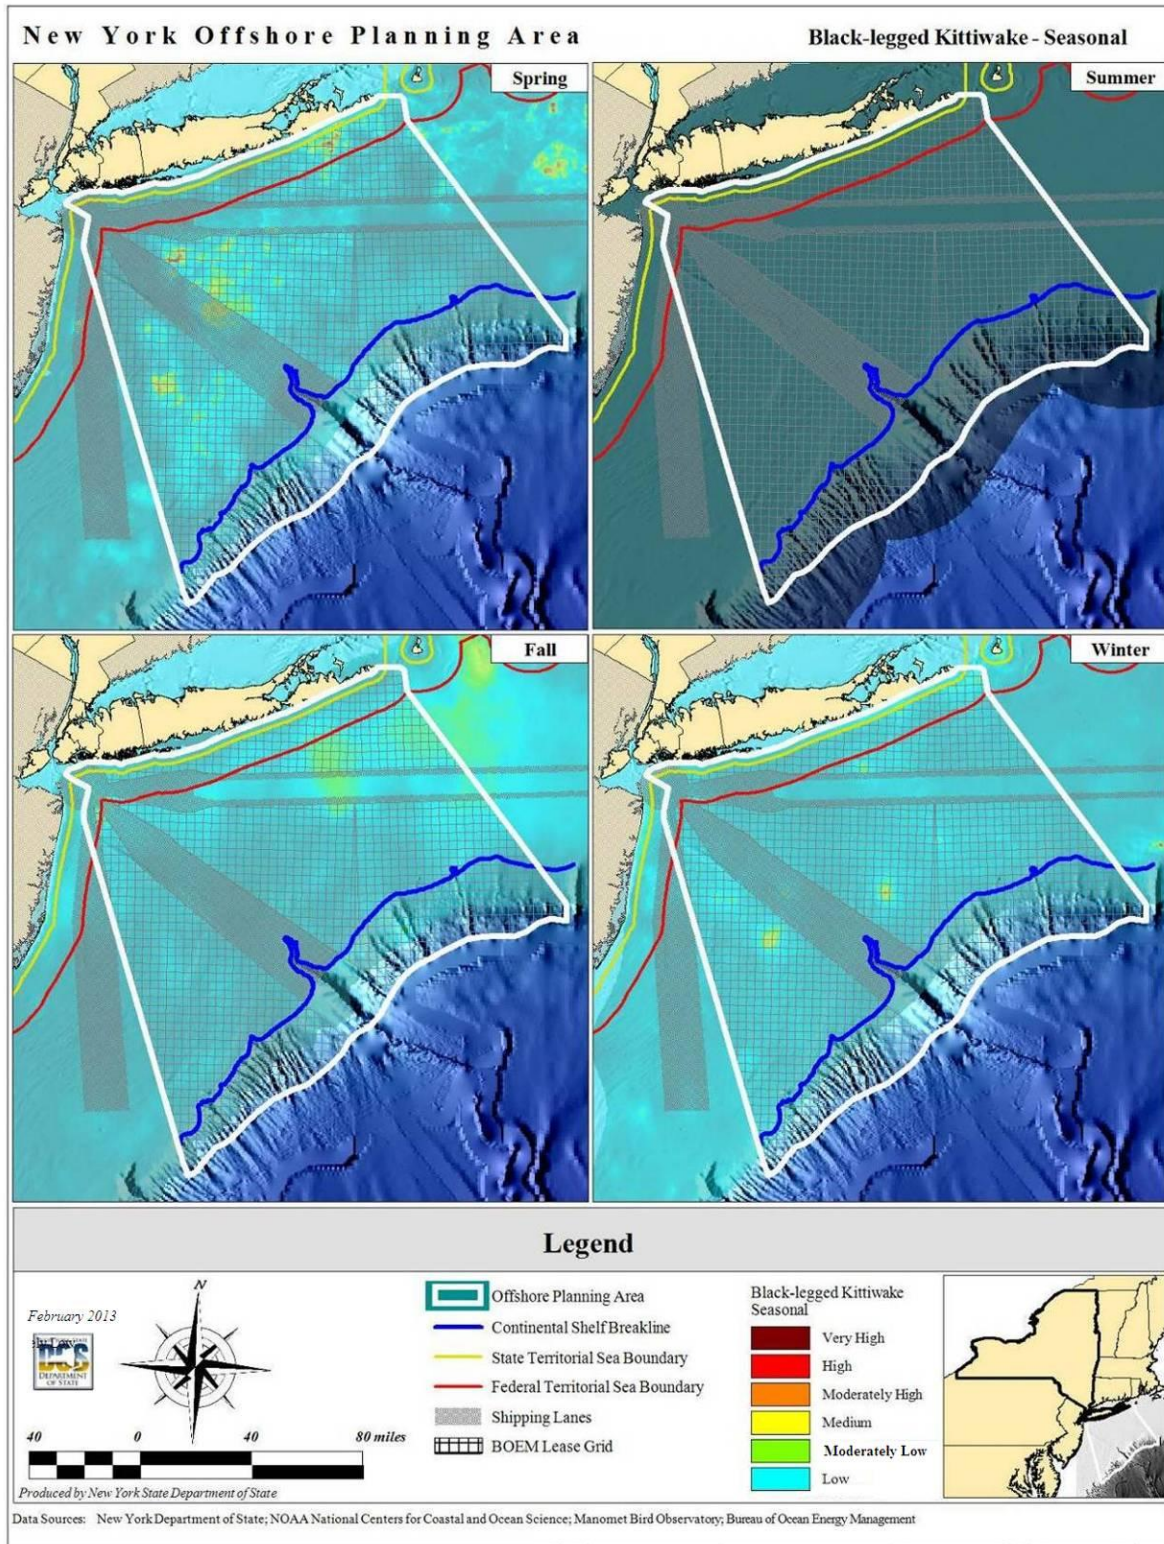 New York Offshore Planning Area
Black-legged Kittiwake - Seasonal
Spring
Summer
Fall
Winter
Legend
February 2013
DOS
DEPARTMENT
OF STATE
N
40 0 40 80 miles
Produced by New York State Department of State
Offshore Planning Area
Continental Shelf Breakline
State Territorial Sea Boundary
Federal Territorial Sea Boundary
Shipping Lanes
BOEM Lease Grid
Black-legged Kittiwake
Seasonal
Very High
High
Moderately High
Medium
Moderately Low
Low
Data Sources: New York Department of State; NOAA National Centers for Coastal and Ocean Science; Manomet Bird Observatory; Bureau of Ocean Energy Management